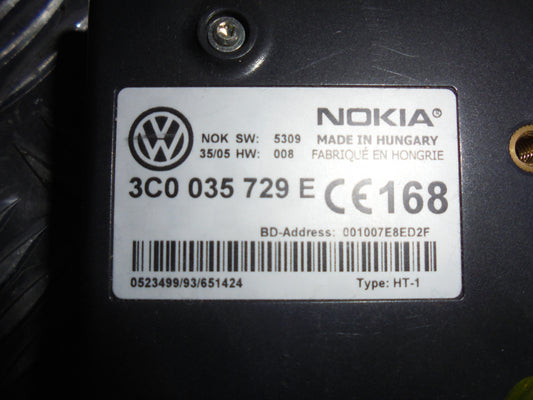 NOK SW: 5309
35/05 HW: 008
NOKIA®
MADE IN HUNGARY
FABRIQUÉ EN HONGRIE
3C0 035 729 E CE168
BD-Address: 001007E8ED2F
0523499/93/651424
Type: HT-1